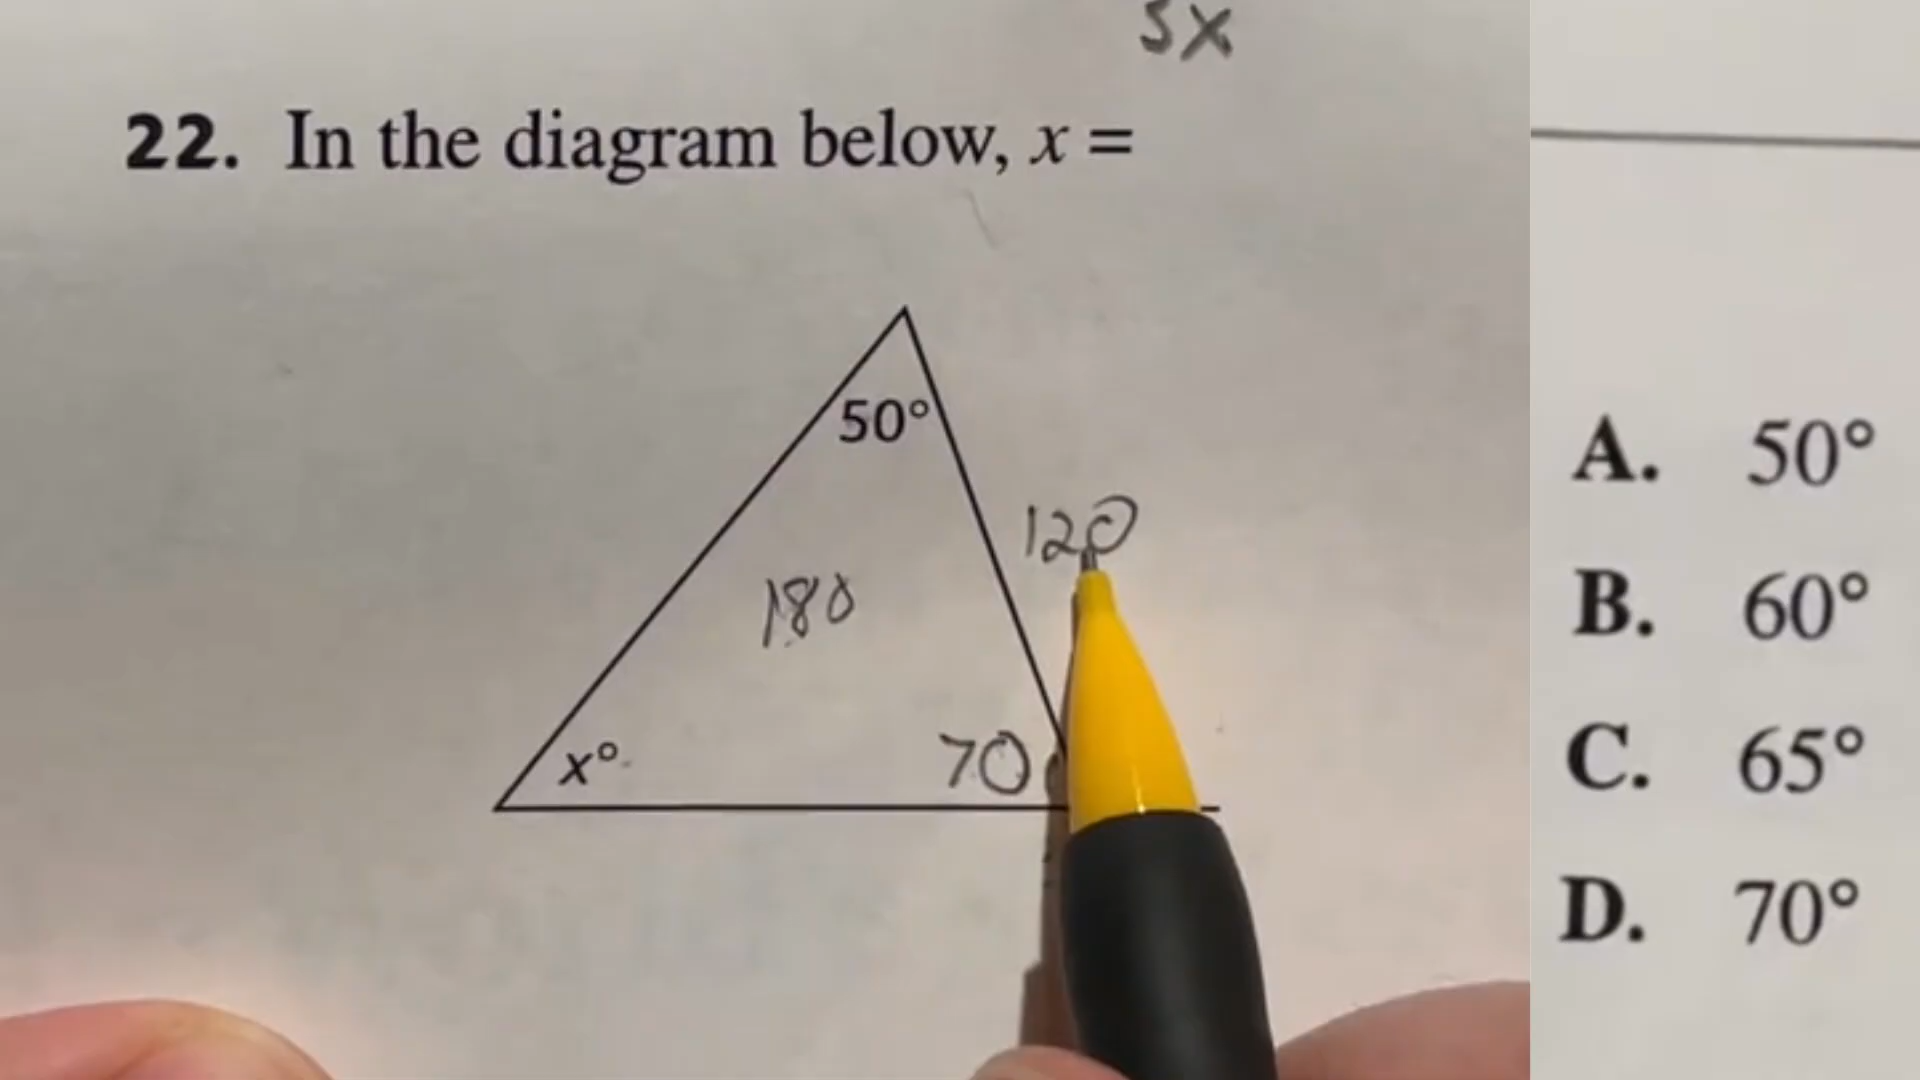 5x
22. In the diagram below, x =
50°
120
180
x°
70
A. 50°
B. 60°
C. 65°
D. 70°